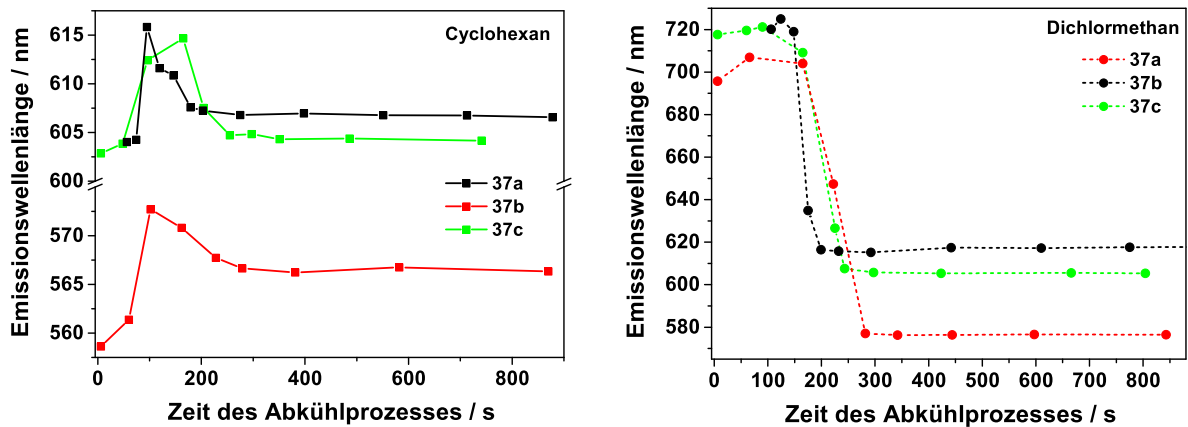 Cyclohexan
Emissionswellenlänge / nm
615
610
605
600
570
565
560
37a
37b
37c
0
200
400
600
800
Zeit des Abkühlprozesses / s
Dichlormethan
Emissionswellenlänge / nm
720
700
680
660
640
620
600
580
37a
37b
37c
0
100
200
300
400
500
600
700
800
Zeit des Abkühlprozesses / s